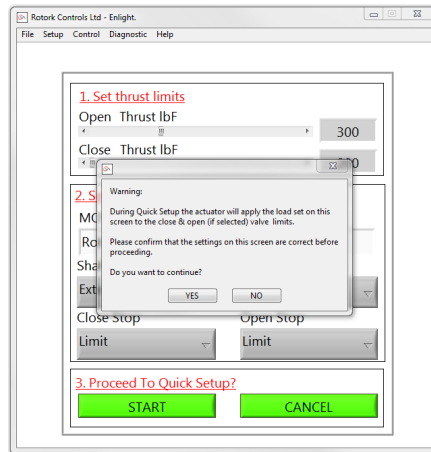 Rotork Controls Ltd - Enlight.
File Setup Control Diagnostic Help
1. Set thrust limits
Open Thrust lbF
300
Close Thrust lbF
Warning:
During Quick Setup the actuator will apply the load set on this
screen to the close & open (if selected) valve limits.
Please confirm that the settings on this screen are correct before
proceeding.
Do you want to continue?
YES NO
2. S
Ro
Sha
Ext
Close Stop Open Stop
Limit Limit
3. Proceed To Quick Setup?
START CANCEL